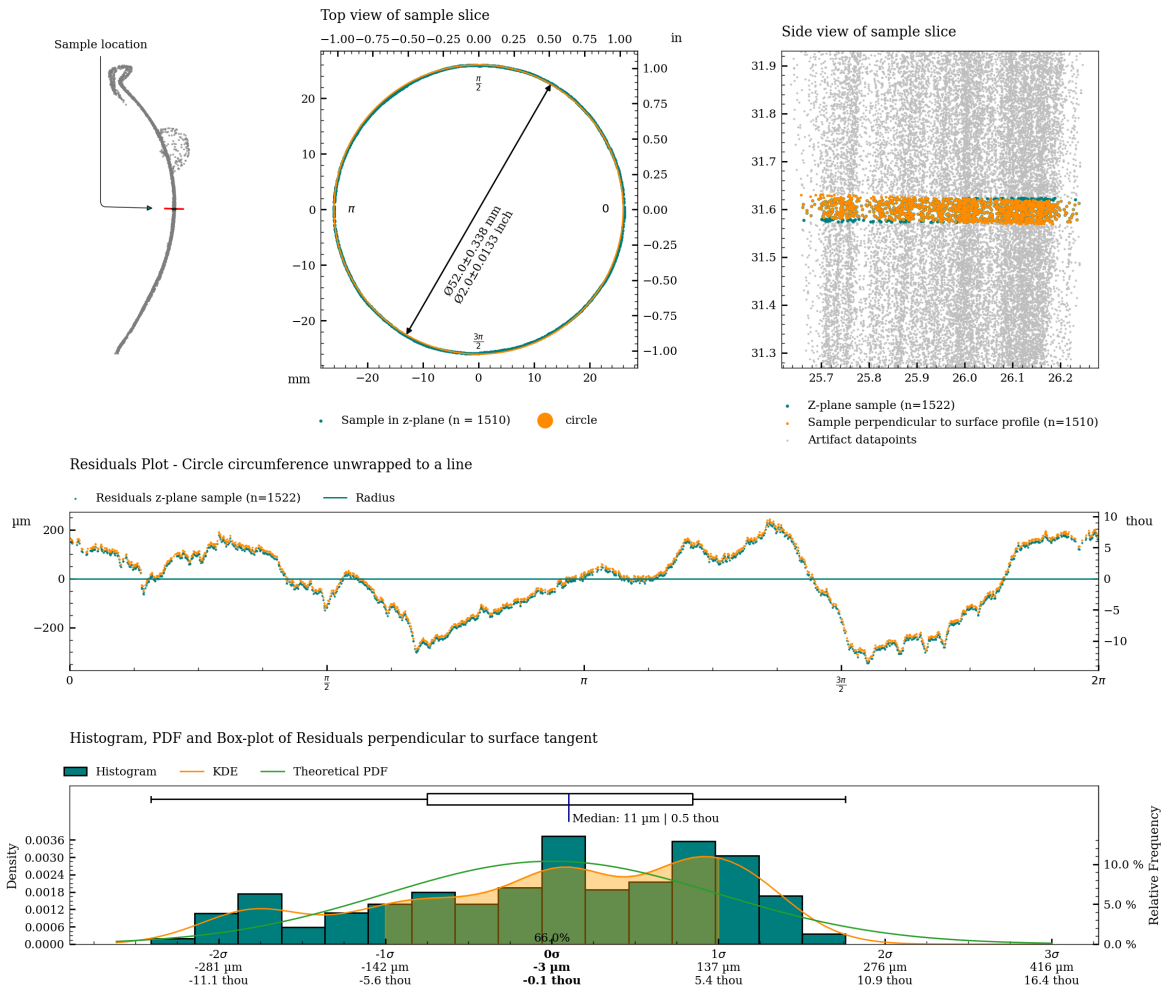 Sample location
Top view of sample slice
−1.00 −0.75 −0.50 −0.25 0.00 0.25 0.50 0.75 1.00 in
20
10
0
−10
−20
1.00
0.75
0.50
0.25
0.00
−0.25
−0.50
−0.75
−1.00
π/2
π
0
3π/2
Ø52.0±0.338 mm
Ø2.0±0.0133 inch
mm −20 −10 0 10 20
Sample in z-plane (n = 1510) circle
Side view of sample slice
31.9
31.8
31.7
31.6
31.5
31.4
31.3
25.7 25.8 25.9 26.0 26.1 26.2
Z-plane sample (n=1522)
Sample perpendicular to surface profile (n=1510)
Artifact datapoints
Residuals Plot - Circle circumference unwrapped to a line
Residuals z-plane sample (n=1522) Radius
µm 200
0
−200
10 thou
5
0
−5
−10
0 π/2 π 3π/2 2π
Histogram, PDF and Box-plot of Residuals perpendicular to surface tangent
Histogram KDE Theoretical PDF
Median: 11 µm | 0.5 thou
Density
0.0036
0.0030
0.0024
0.0018
0.0012
0.0006
0.0000
Relative Frequency
10.0 %
5.0 %
0.0 %
66.0%
-2σ -1σ 0σ 1σ 2σ 3σ
-281 µm -142 µm -3 µm 137 µm 276 µm 416 µm
-11.1 thou -5.6 thou -0.1 thou 5.4 thou 10.9 thou 16.4 thou